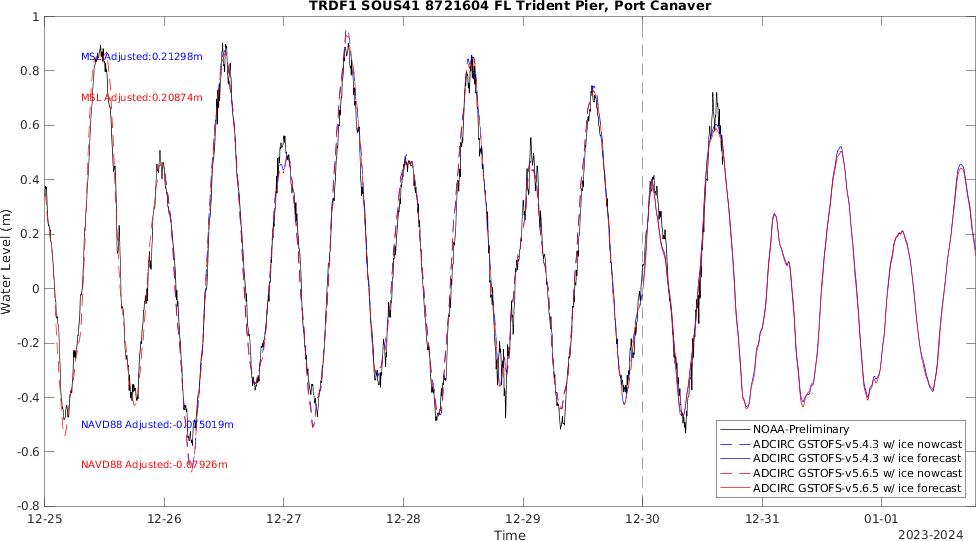 TRDF1 SOUS41 8721604 FL Trident Pier, Port Canaver
1
0.8
0.6
0.4
0.2
0
-0.2
-0.4
-0.6
-0.8
Water Level (m)
MSL Adjusted:0.21298m
MSL Adjusted:0.20874m
NAVD88 Adjusted:-0.075019m
NAVD88 Adjusted:-0.07926m
NOAA-Preliminary
ADCIRC GSTOFS-v5.4.3 w/ ice nowcast
ADCIRC GSTOFS-v5.4.3 w/ ice forecast
ADCIRC GSTOFS-v5.6.5 w/ ice nowcast
ADCIRC GSTOFS-v5.6.5 w/ ice forecast
12-25 12-26 12-27 12-28 12-29 12-30 12-31 01-01
Time
2023-2024